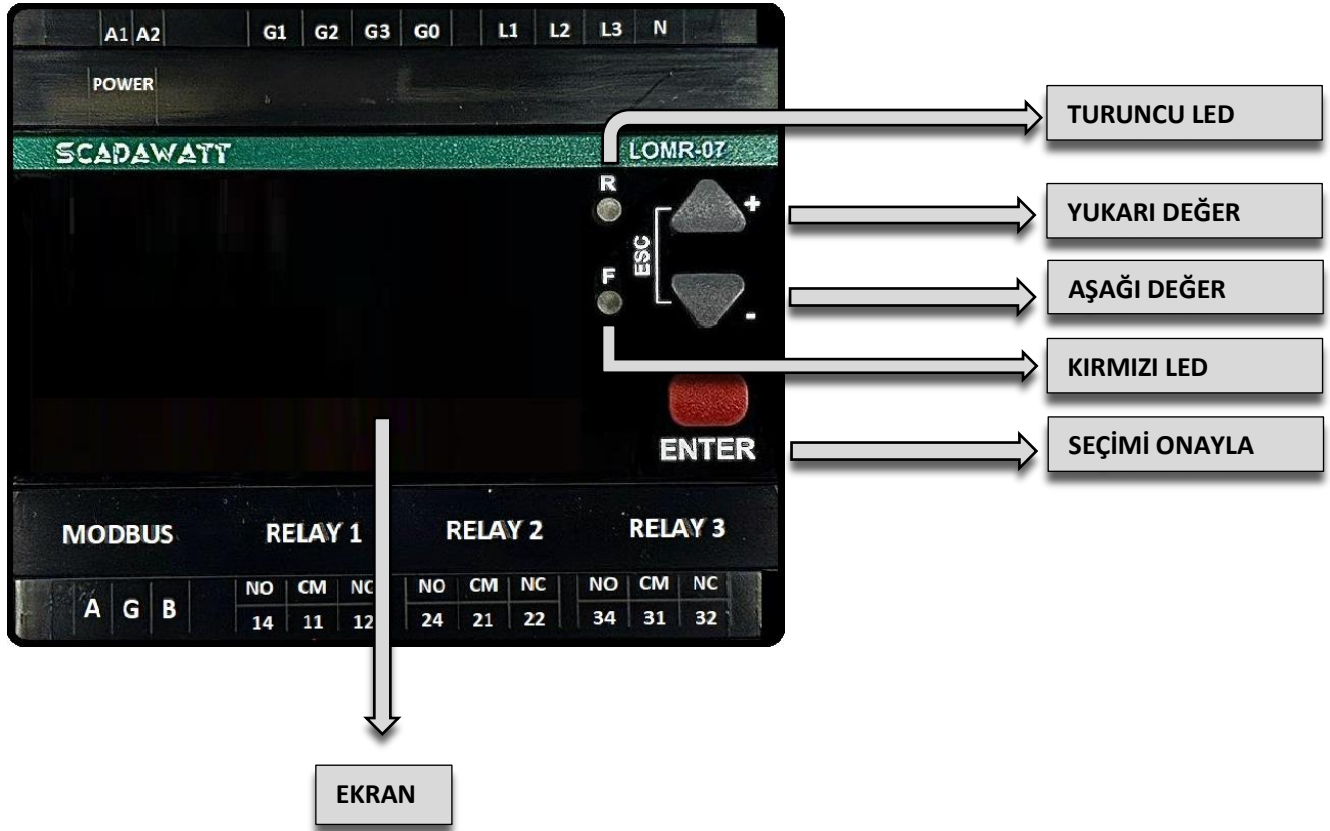 A1 A2 G1 G2 G3 G0 L1 L2 L3 N
POWER
SCADAWATT LOMR-07
R
+
ESC
F
-
ENTER
MODBUS RELAY 1 RELAY 2 RELAY 3
NO CM NC NO CM NC NO CM NC
A G B
14 11 12 24 21 22 34 31 32
TURUNCU LED
YUKARI DEĞER
AŞAĞI DEĞER
KIRMIZI LED
SEÇİMİ ONAYLA
EKRAN